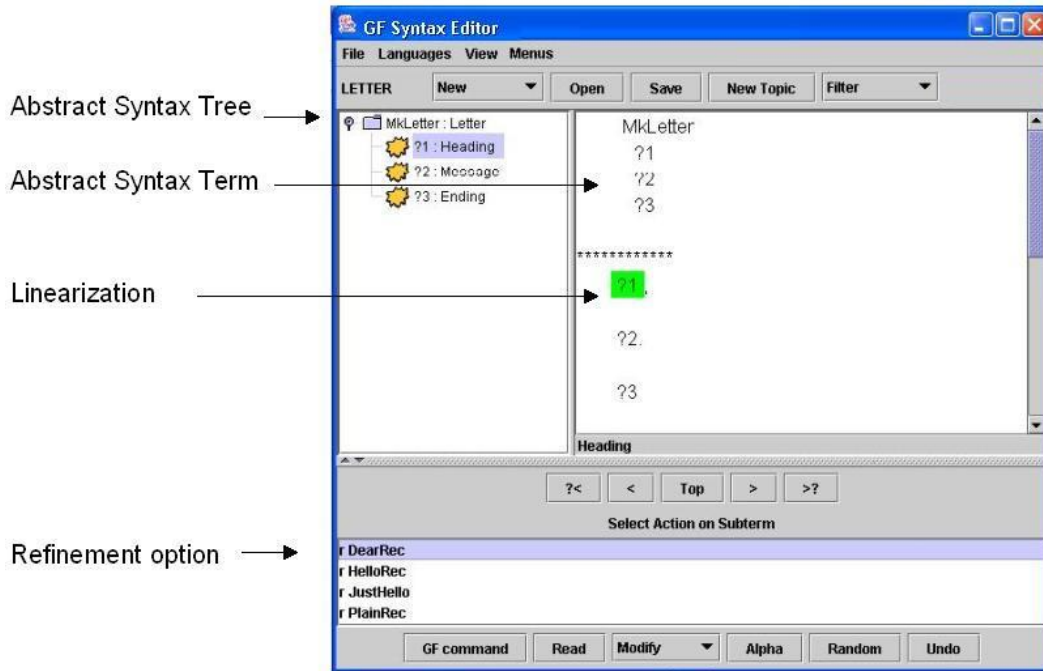 GF Syntax Editor
File Languages View Menus
LETTER New Open Save New Topic Filter
Abstract Syntax Tree
MkLetter : Letter
?1 : Heading
?2 : Message
?3 : Ending
Abstract Syntax Term
MkLetter
?1
?2
?3
************
Linearization
?1,
?2.
?3
Heading
?< < Top > >?
Select Action on Subterm
Refinement option
r DearRec
r HelloRec
r JustHello
r PlainRec
GF command Read Modify Alpha Random Undo